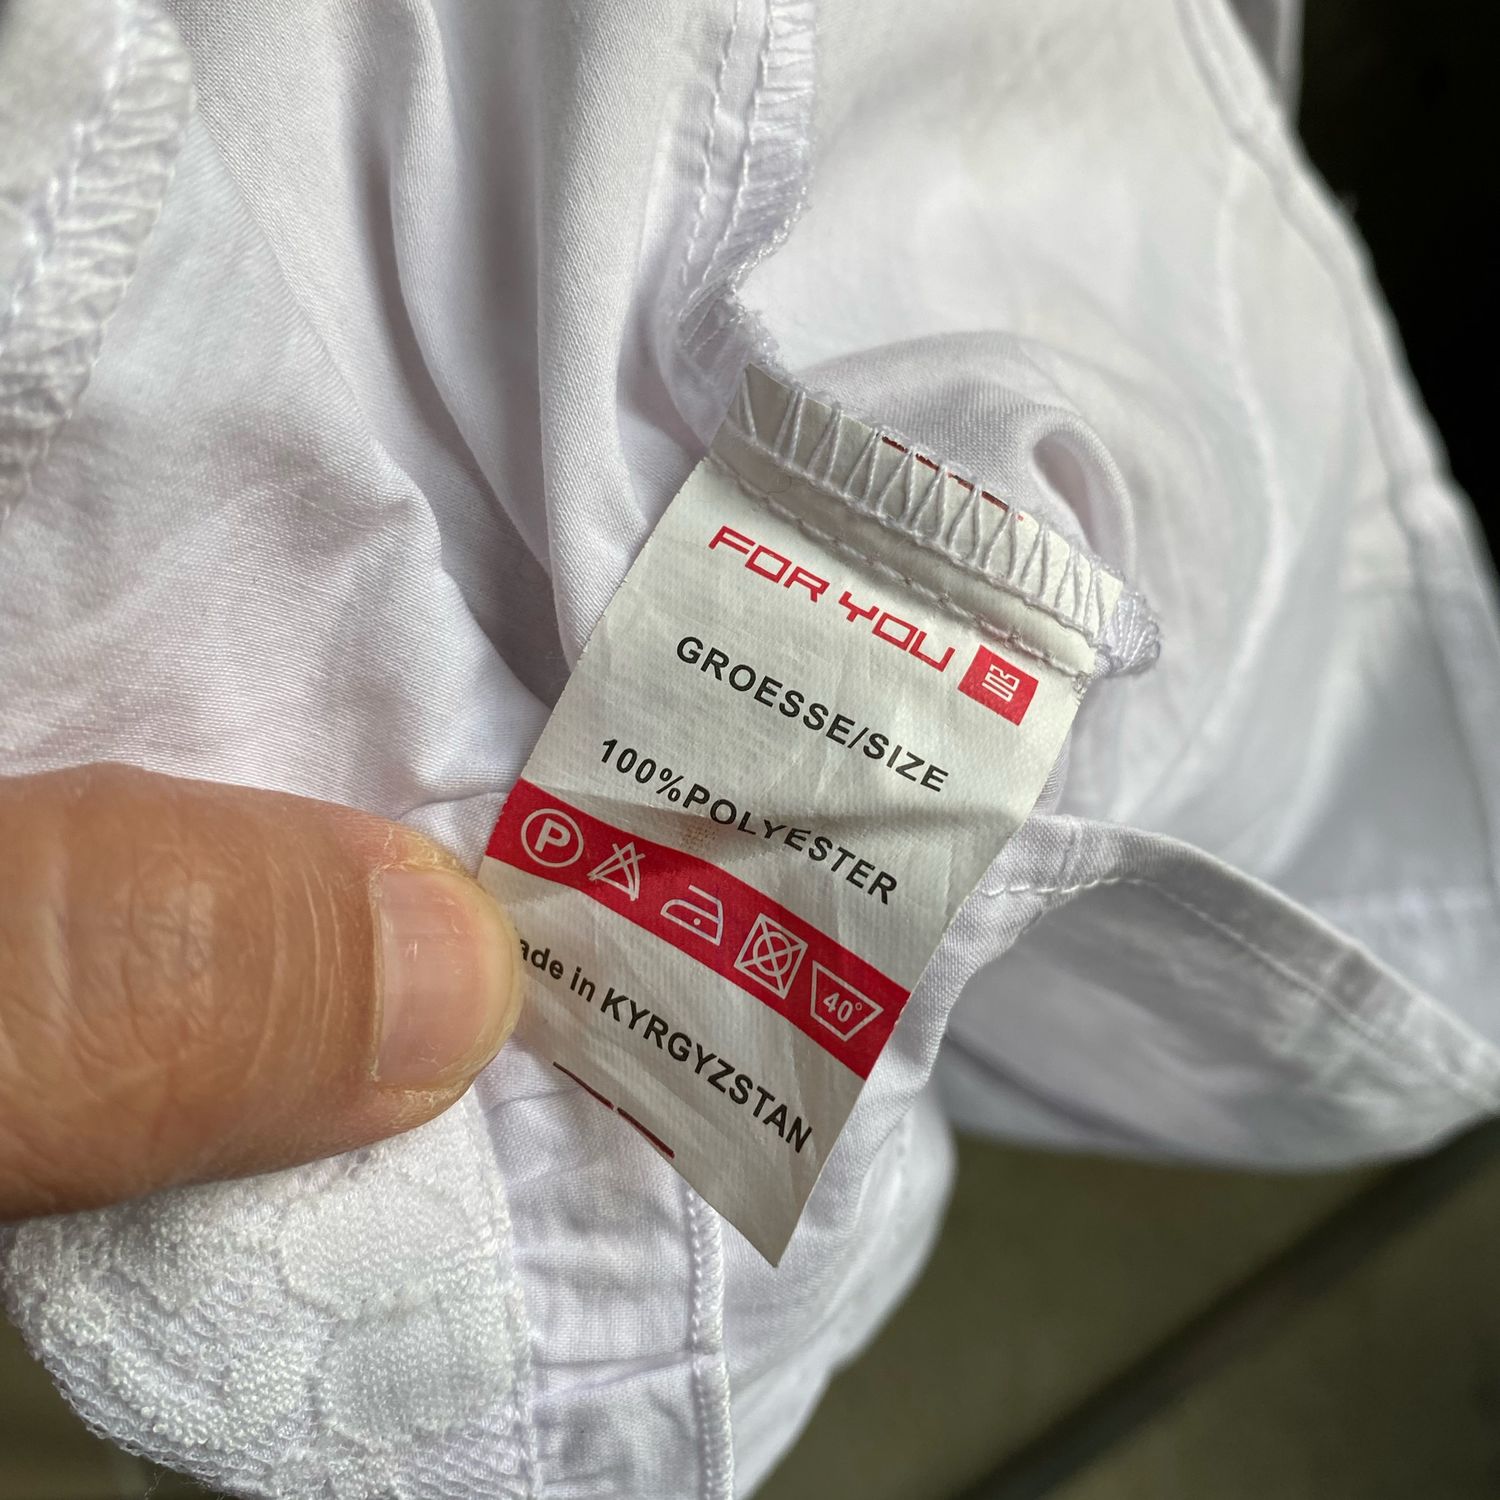 FOR YOU
GROESSE/SIZE
100%POLYESTER
P
40°
ade in KYRGYZSTAN